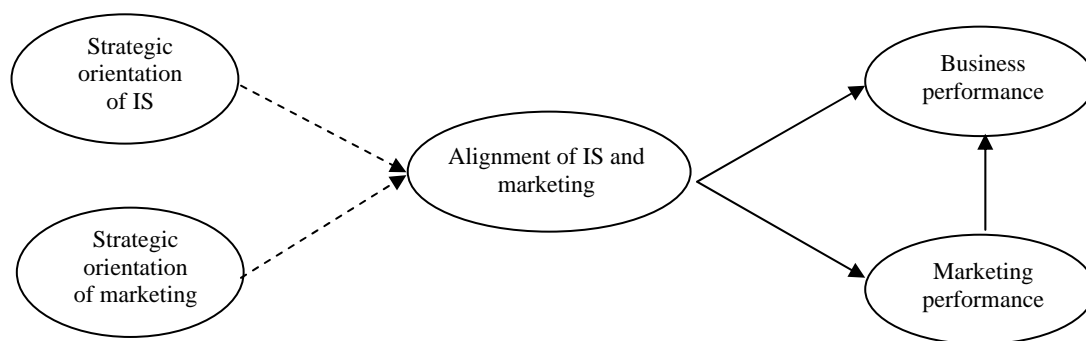 Strategic
orientation
of IS
Strategic
orientation
of marketing
Alignment of IS and
marketing
Business
performance
Marketing
performance